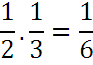 1/2 . 1/3 = 1/6